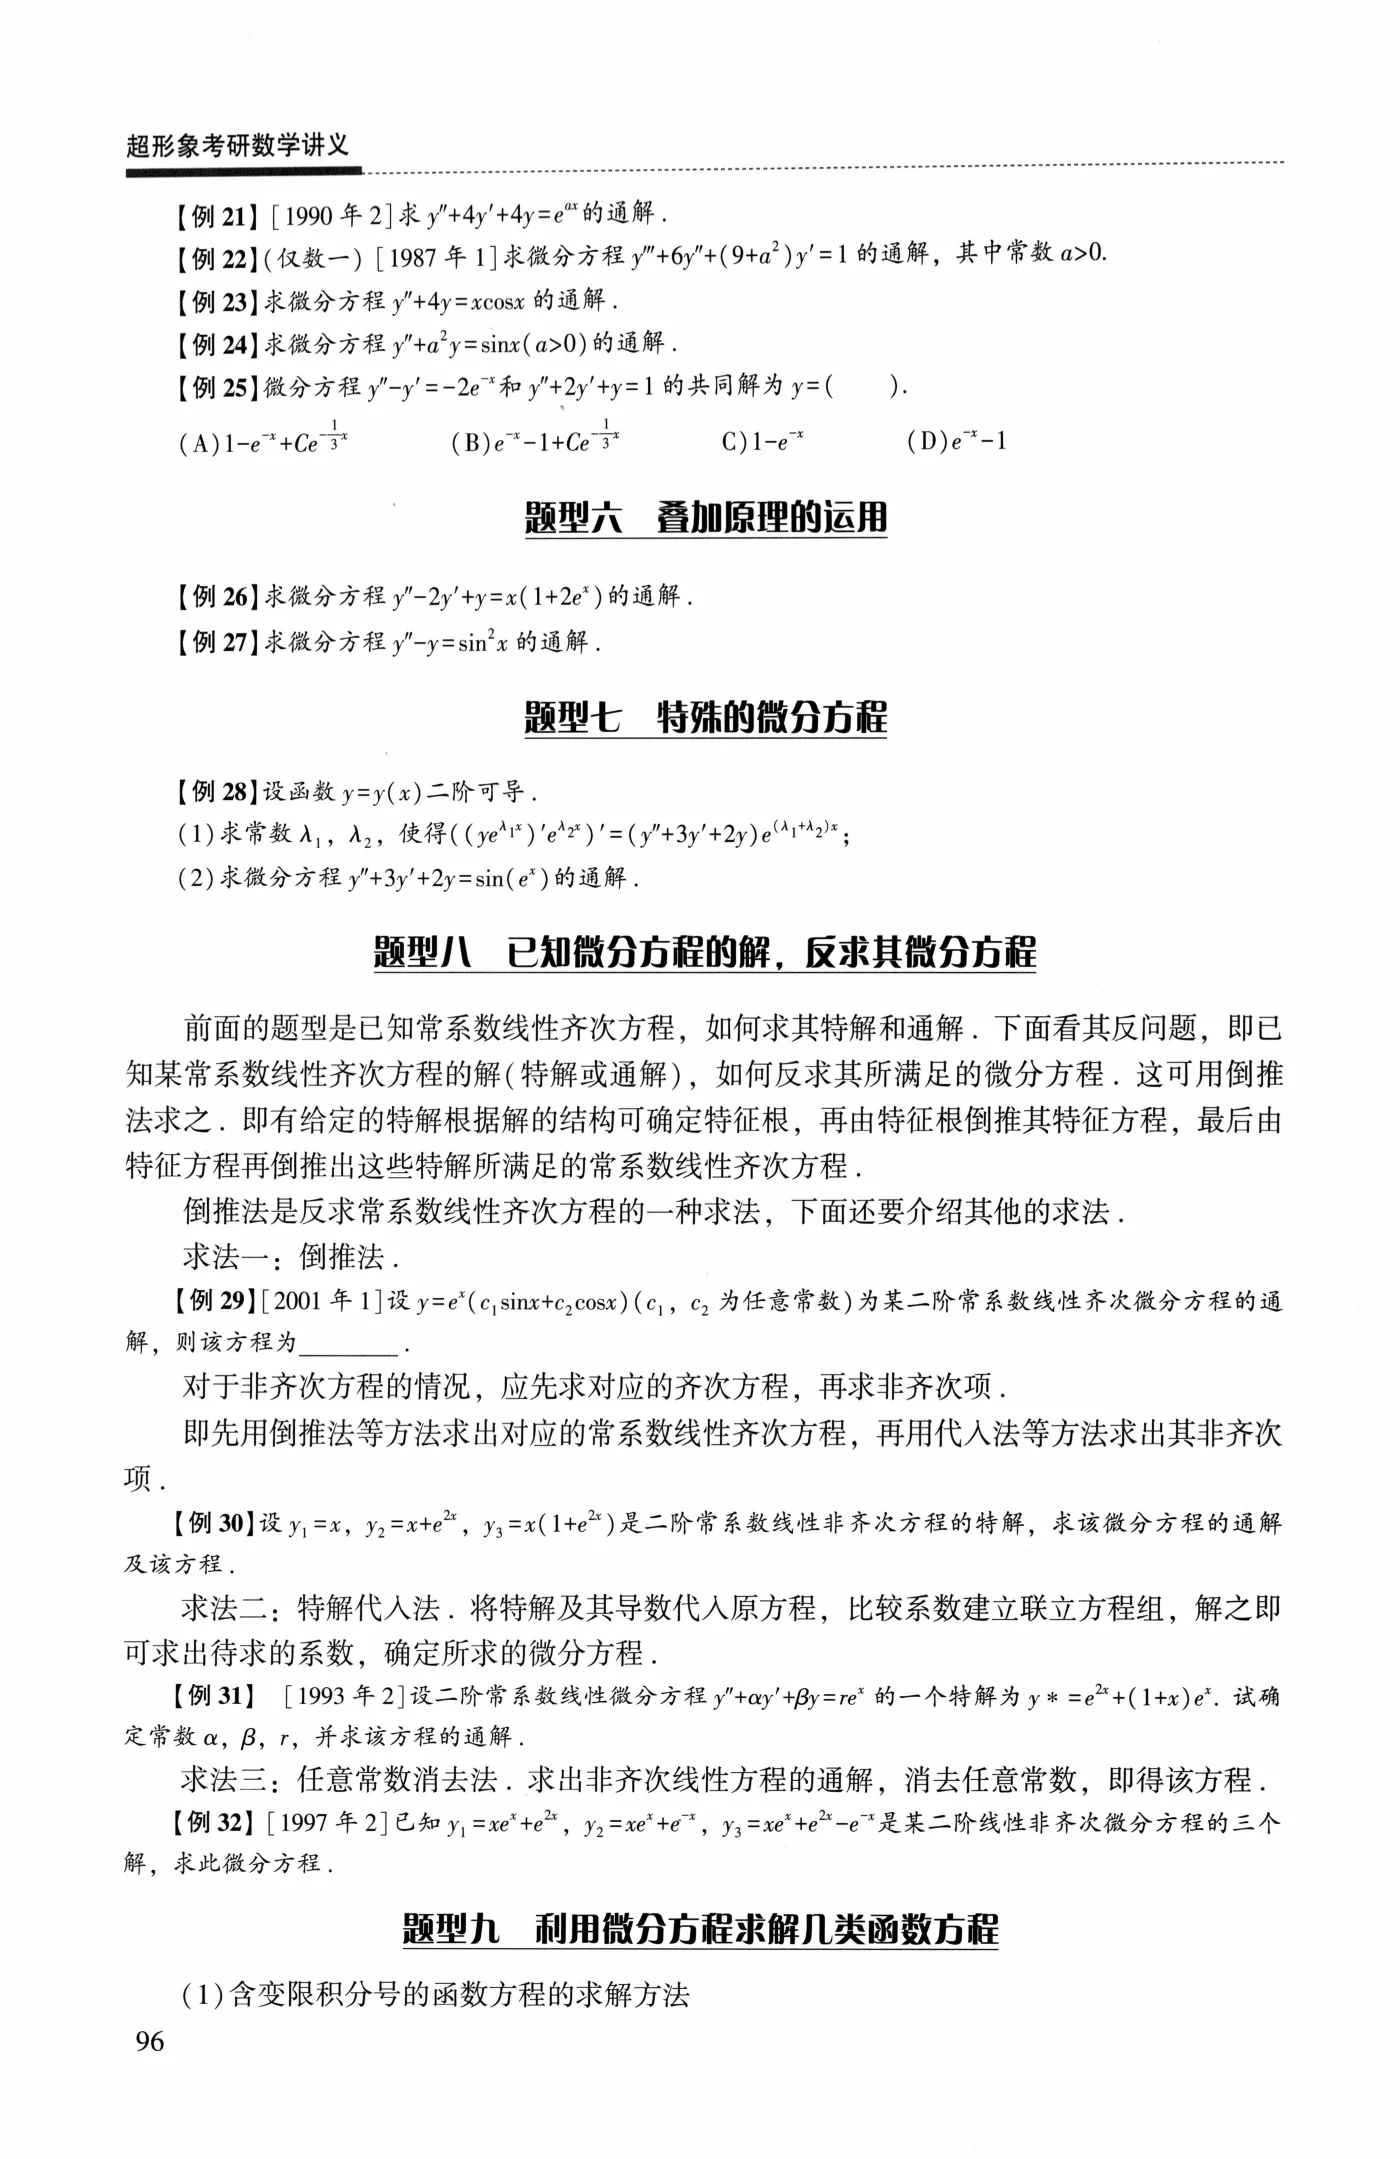 超形象考研数学讲义
【例 21】[1990 年 2]求 y″+4y′+4y=e^{ax}的通解.
【例 22】(仅数一)[1987 年 1]求微分方程 y‴+6y″+(9+a²)y′=1 的通解，其中常数 a>0.
【例 23】求微分方程 y″+4y=xcosx 的通解.
【例 24】求微分方程 y″+a²y=sinx(a>0)的通解.
【例 25】微分方程 y″-y′=-2e^{-x}和 y″+2y′+y=1 的共同解为 y=(　　).
(A)1-e^{-x}+Ce^{-\frac{1}{3}x}　(B)e^{-x}-1+Ce^{-\frac{1}{3}x}　C)1-e^{-x}　(D)e^{-x}-1
题型六　叠加原理的运用
【例 26】求微分方程 y″-2y′+y=x(1+2e^{x})的通解.
【例 27】求微分方程 y″-y=sin²x 的通解.
题型七　特殊的微分方程
【例 28】设函数 y=y(x)二阶可导.
(1)求常数 λ₁，λ₂，使得((ye^{λ₁x})′e^{λ₂x})′=(y″+3y′+2y)e^{(λ₁+λ₂)x}；
(2)求微分方程 y″+3y′+2y=sin(e^{x})的通解.
题型八　已知微分方程的解，反求其微分方程
前面的题型是已知常系数线性齐次方程，如何求其特解和通解．下面看其反问题，即已
知某常系数线性齐次方程的解(特解或通解)，如何反求其所满足的微分方程．这可用倒推
法求之．即有给定的特解根据解的结构可确定特征根，再由特征根倒推其特征方程，最后由
特征方程再倒推出这些特解所满足的常系数线性齐次方程．
倒推法是反求常系数线性齐次方程的一种求法，下面还要介绍其他的求法．
求法一：倒推法．
【例 29】[2001 年 1]设 y=e^{x}(c₁sinx+c₂cosx)(c₁，c₂ 为任意常数)为某二阶常系数线性齐次微分方程的通
解，则该方程为________.
对于非齐次方程的情况，应先求对应的齐次方程，再求非齐次项．
即先用倒推法等方法求出对应的常系数线性齐次方程，再用代入法等方法求出其非齐次
项．
【例 30】设 y₁=x，y₂=x+e^{2x}，y₃=x(1+e^{2x})是二阶常系数线性非齐次方程的特解，求该微分方程的通解
及该方程.
求法二：特解代入法．将特解及其导数代入原方程，比较系数建立联立方程组，解之即
可求出待求的系数，确定所求的微分方程．
【例 31】 [1993 年 2]设二阶常系数线性微分方程 y″+αy′+βy=re^{x} 的一个特解为 y * =e^{2x}+(1+x)e^{x}. 试确
定常数 α，β，r，并求该方程的通解.
求法三：任意常数消去法．求出非齐次线性方程的通解，消去任意常数，即得该方程．
【例 32】[1997 年 2]已知 y₁=xe^{x}+e^{2x}，y₂=xe^{x}+e^{-x}，y₃=xe^{x}+e^{2x}-e^{-x}是某二阶线性非齐次微分方程的三个
解，求此微分方程.
题型九　利用微分方程求解几类函数方程
(1)含变限积分号的函数方程的求解方法
96